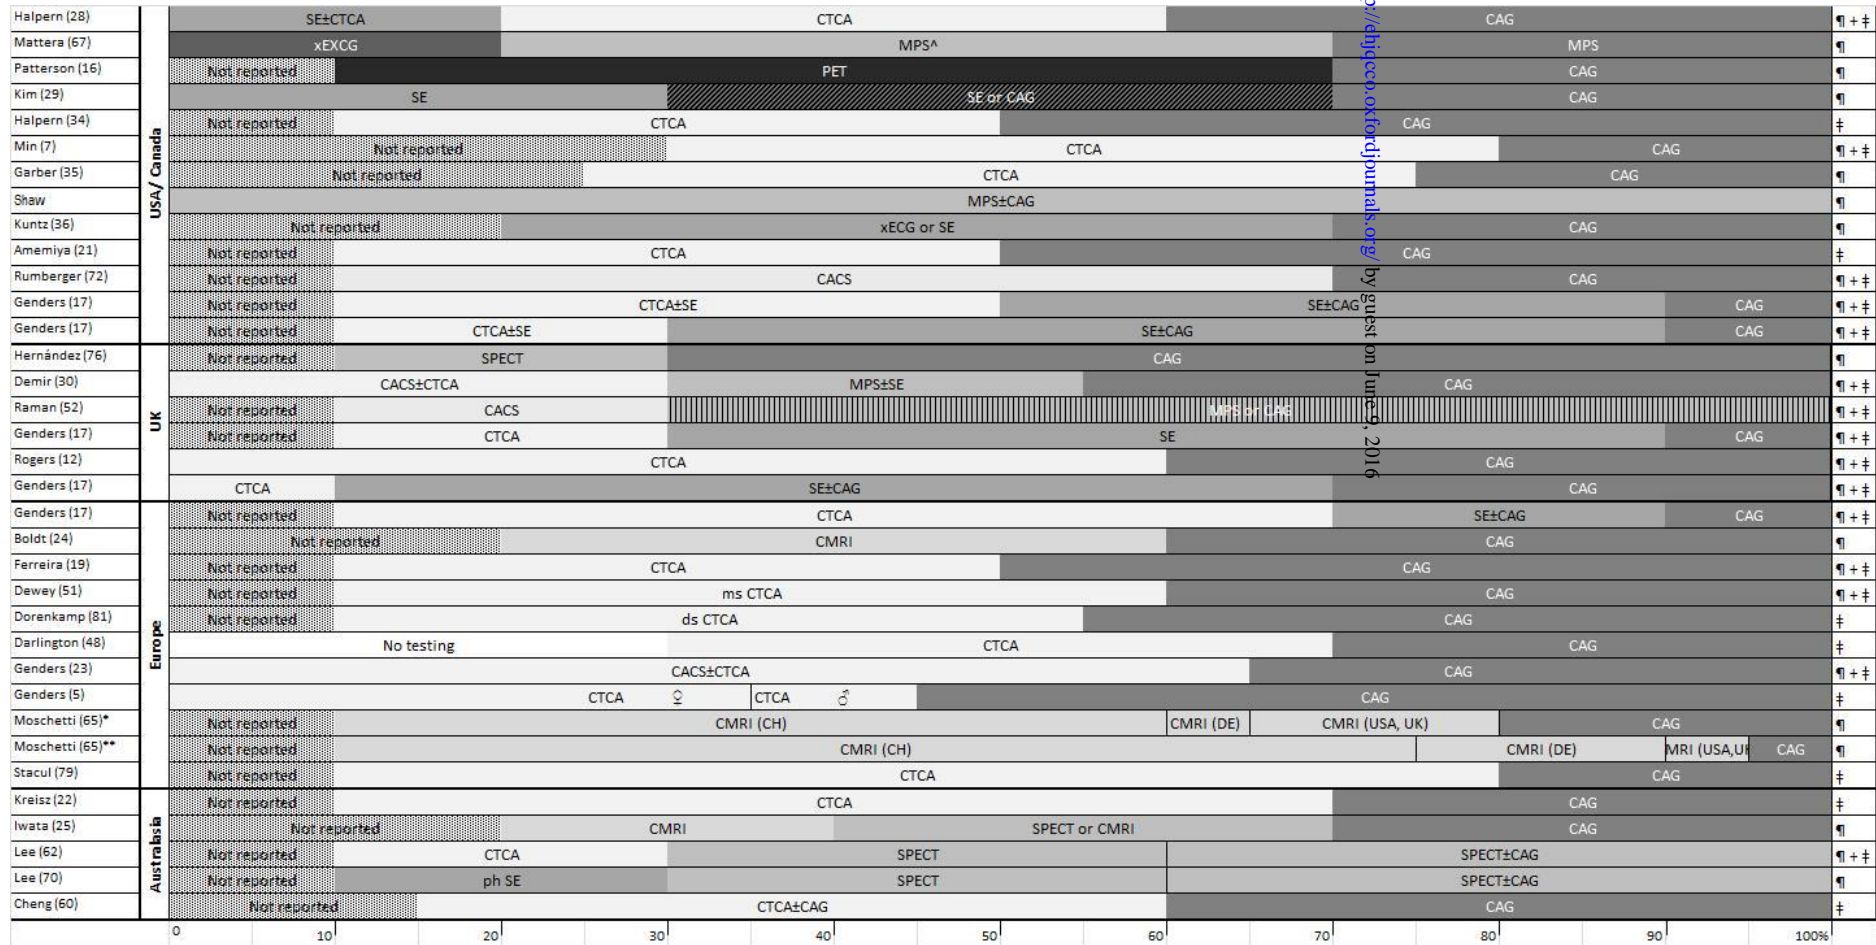 Halpern (28) SE±CTCA CTCA CAG ¶ + ‡
Mattera (67) xEXCG MPS^ MPS ¶
Patterson (16) Not reported PET CAG ¶
Kim (29) SE SE or CAG CAG ¶
Halpern (34) Not reported CTCA CAG ‡
Min (7) Not reported CTCA CAG ¶ + ‡
Garber (35) Not reported CTCA CAG ¶
Shaw MPS±CAG ¶
Kuntz (36) Not reported xECG or SE CAG ¶
Amemiya (21) Not reported CTCA CAG ‡
Rumberger (72) Not reported CACS CAG ¶ + ‡
Genders (17) Not reported CTCA±SE SE±CAG CAG ¶ + ‡
Genders (17) Not reported CTCA±SE SE±CAG CAG ¶ + ‡
USA/ Canada
Hernández (76) Not reported SPECT CAG ¶
Demir (30) CACS±CTCA MPS±SE CAG ¶ + ‡
Raman (52) Not reported CACS MPS or CAG ¶ + ‡
Genders (17) Not reported CTCA SE CAG ¶ + ‡
Rogers (12) CTCA CAG ¶ + ‡
Genders (17) CTCA SE±CAG CAG ¶ + ‡
UK
Genders (17) Not reported CTCA SE±CAG CAG ¶ + ‡
Boldt (24) Not reported CMRI CAG ¶
Ferreira (19) Not reported CTCA CAG ¶ + ‡
Dewey (51) Not reported ms CTCA CAG ¶ + ‡
Dorenkamp (81) Not reported ds CTCA CAG ‡
Darlington (48) No testing CTCA CAG ‡
Genders (23) CACS±CTCA CAG ¶ + ‡
Genders (5) CTCA ♀ CTCA ♂ CAG ‡
Moschetti (65)* Not reported CMRI (CH) CMRI (DE) CMRI (USA, UK) CAG ¶
Moschetti (65)** Not reported CMRI (CH) CMRI (DE) MRI (USA,U CAG ¶
Stacul (79) Not reported CTCA CAG ‡
Europe
Kreisz (22) Not reported CTCA CAG ‡
Iwata (25) Not reported CMRI SPECT or CMRI CAG ¶
Lee (62) Not reported CTCA SPECT SPECT±CAG ¶ + ‡
Lee (70) Not reported ph SE SPECT SPECT±CAG ¶
Cheng (60) Not reported CTCA±CAG CAG ‡
Australasia
0 10 20 30 40 50 60 70 80 90 100%
p://ehjqcco.oxfordjournals.org/ by guest on June 9, 2016